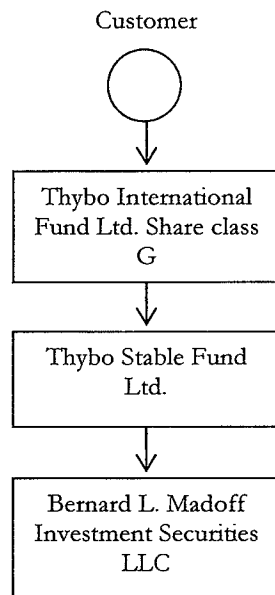 Customer
Thybo International
Fund Ltd. Share class
G
Thybo Stable Fund
Ltd.
Bernard L. Madoff
Investment Securities
LLC